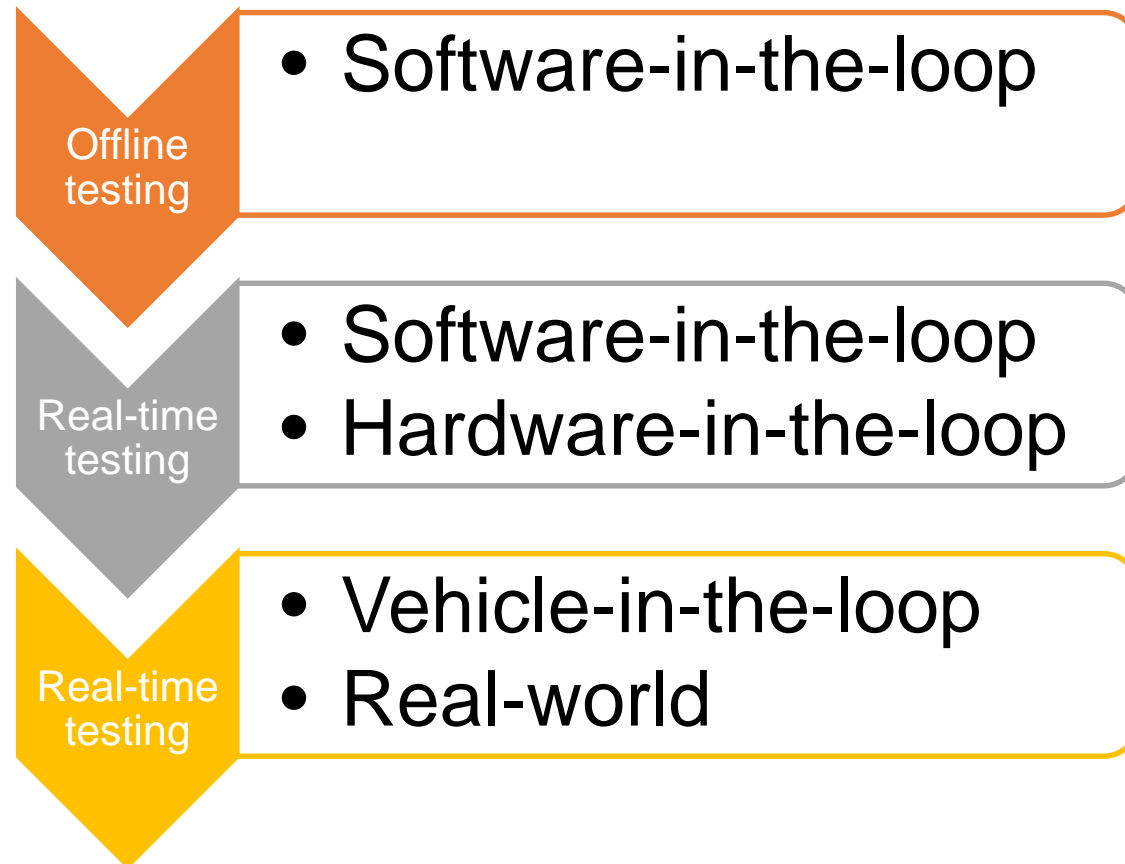 Offline
testing
• Software-in-the-loop
Real-time
testing
• Software-in-the-loop
• Hardware-in-the-loop
Real-time
testing
• Vehicle-in-the-loop
• Real-world